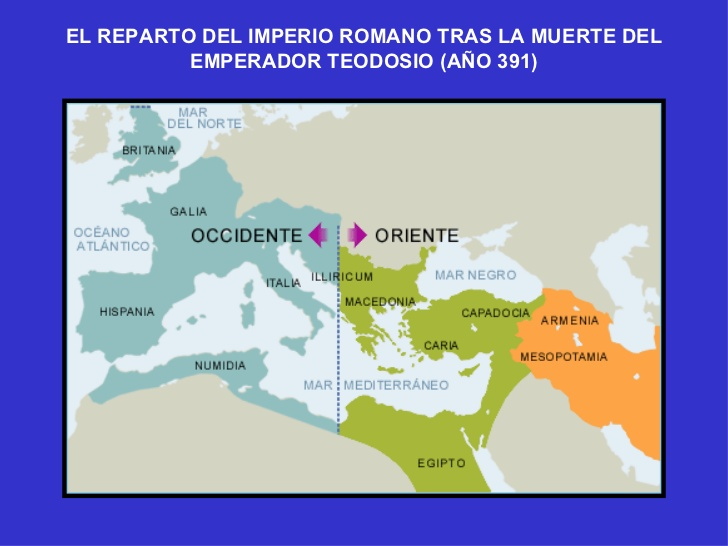 EL REPARTO DEL IMPERIO ROMANO TRAS LA MUERTE DEL
EMPERADOR TEODOSIO (AÑO 391)
MAR
DEL NORTE
BRITANIA
GALIA
OCÉANO
ATLÁNTICO
OCCIDENTE
ORIENTE
ITALIA
ILLIRICUM
MAR NEGRO
MACEDONIA
HISPANIA
CAPADOCIA
ARMENIA
CARIA
MESOPOTAMIA
NUMIDIA
MAR MEDITERRÁNEO
EGIPTO